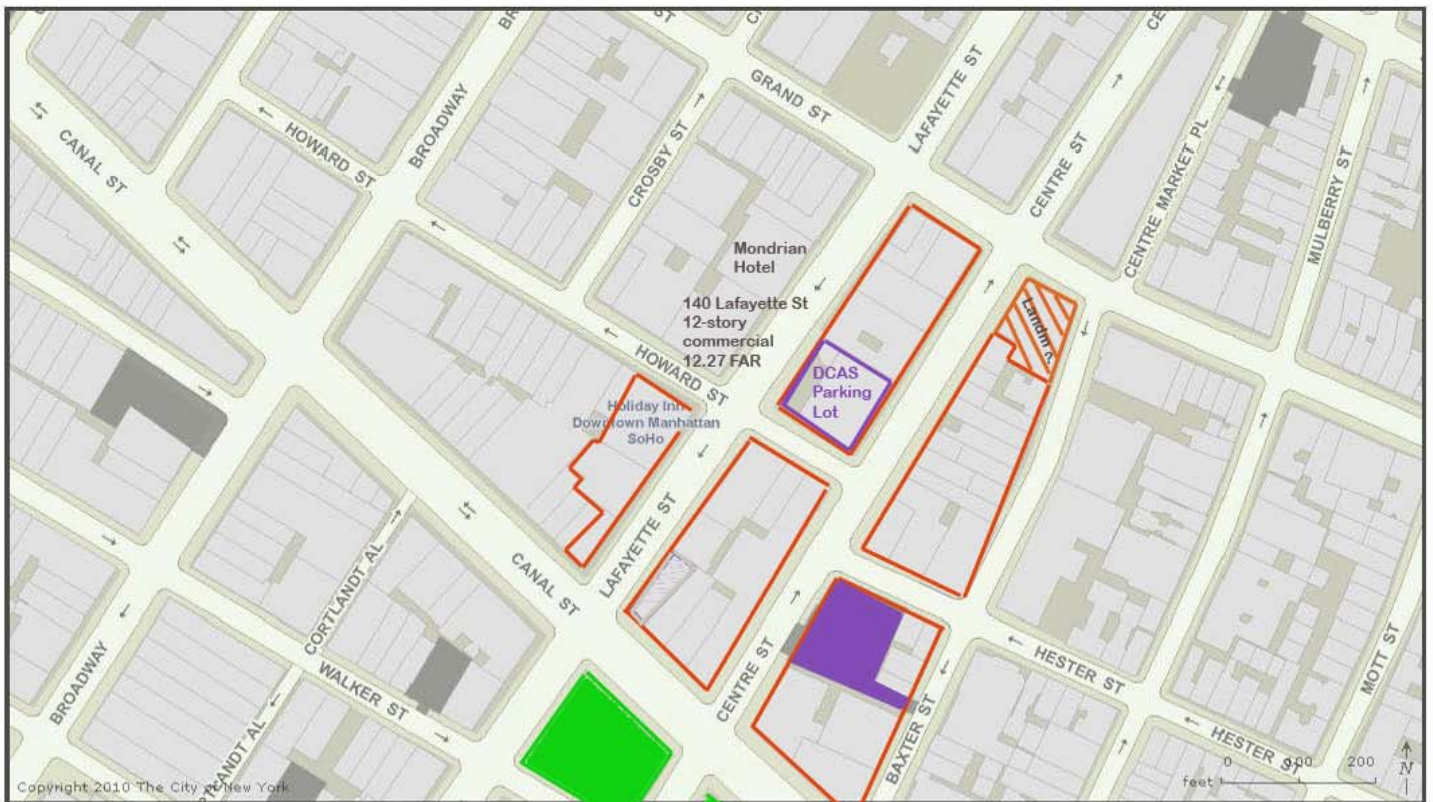 GRAND ST
LAFAYETTE ST
CENTRE ST
CENTRE MARKET PL
MULBERRY ST
CANAL ST
HOWARD ST
BROADWAY
CROSBY ST
Mondrian
Hotel
140 Lafayette St
12-story
commercial
12.27 FAR
HOWARD ST
Holiday Inn
Downtown Manhattan
SoHo
DCAS
Parking
Lot
Landm ?
CORTLANDT AL
CANAL ST
LAFAYETTE ST
BROADWAY
WALKER ST
CENTRE ST
BAXTER ST
HESTER ST
MOTT ST
HESTER ST
0 100 200
feet
N
Copyright 2010 The City of New York